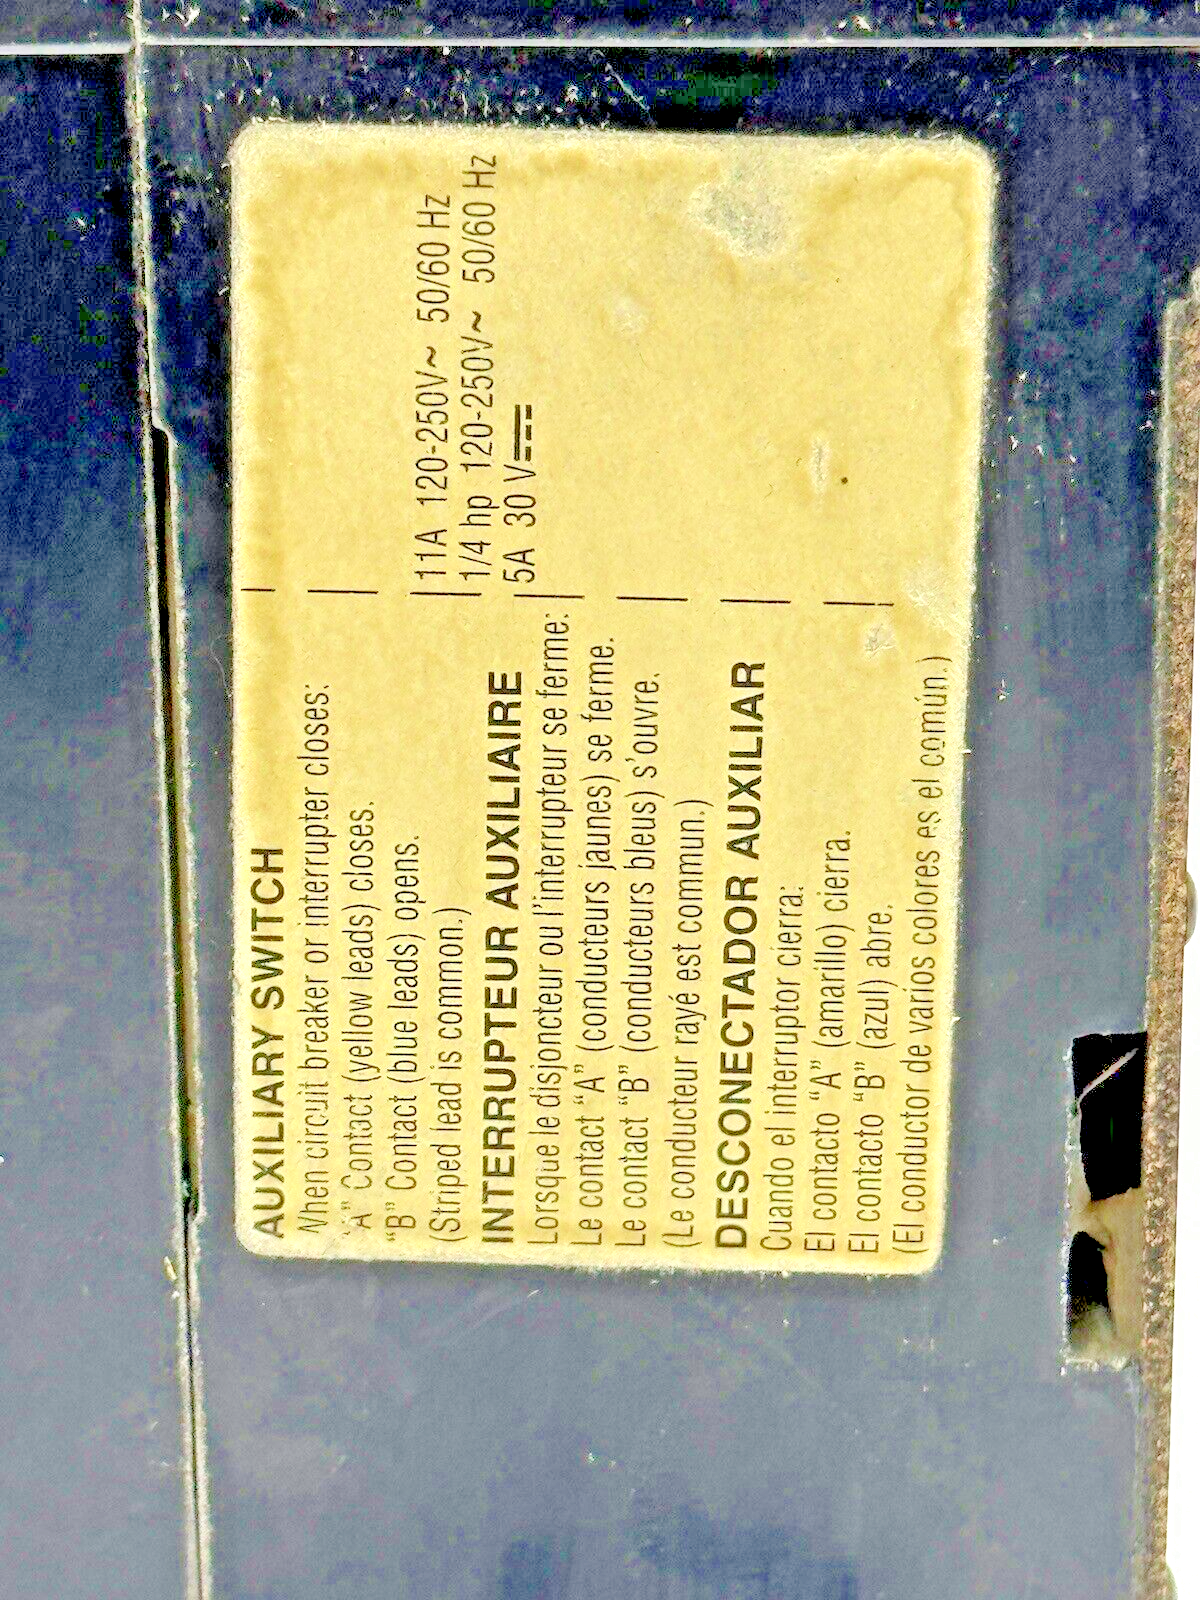 AUXILIARY SWITCH
When circuit breaker or interrupter closes:
"A" Contact (yellow leads) closes.
"B" Contact (blue leads) opens.
(Striped lead is common.)
INTERRUPTEUR AUXILIAIRE
Lorsque le disjoncteur ou l'interrupteur se ferme:
Le contact "A" (conducteurs jaunes) se ferme.
Le contact "B" (conducteurs bleus) s'ouvre.
(Le conducteur rayé est commun.)
DESCONECTADOR AUXILIAR
Cuando el interruptor cierra:
El contacto "A" (amarillo) cierra.
El contacto "B" (azul) abre.
(El conductor de varios colores es el común.)
11A 120-250V~ 50/60 Hz
1/4 hp 120-250V~ 50/60 Hz
5A 30 V⎓